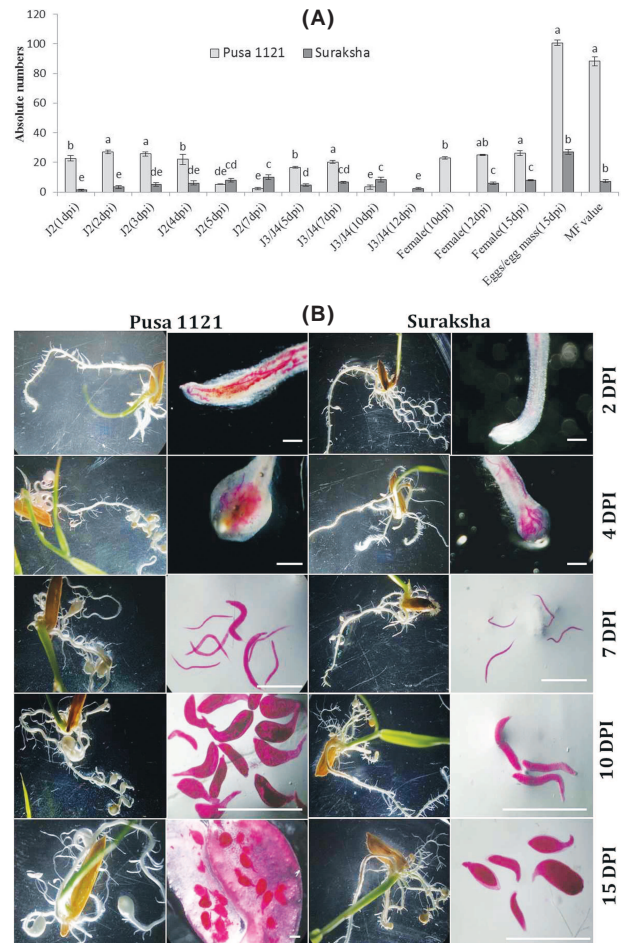 (A)
120
100
80
60
40
20
0
Absolute numbers
Pusa 1121
Suraksha
b
e
a
e
a
de
b
de
de
cd
e
c
b
d
a
cd
e
c
e
b
ab
c
a
c
a
b
a
b
J2(1dpi)
J2(2dpi)
J2(3dpi)
J2(4dpi)
J2(5dpi)
J2(7dpi)
J3/J4(5dpi)
J3/J4(7dpi)
J3/J4(10dpi)
J3/J4(12dpi)
Female(10dpi)
Female(12dpi)
Female(15dpi)
Eggs/egg mass(15dpi)
MF value
(B)
Pusa 1121
Suraksha
2 DPI
4 DPI
7 DPI
10 DPI
15 DPI